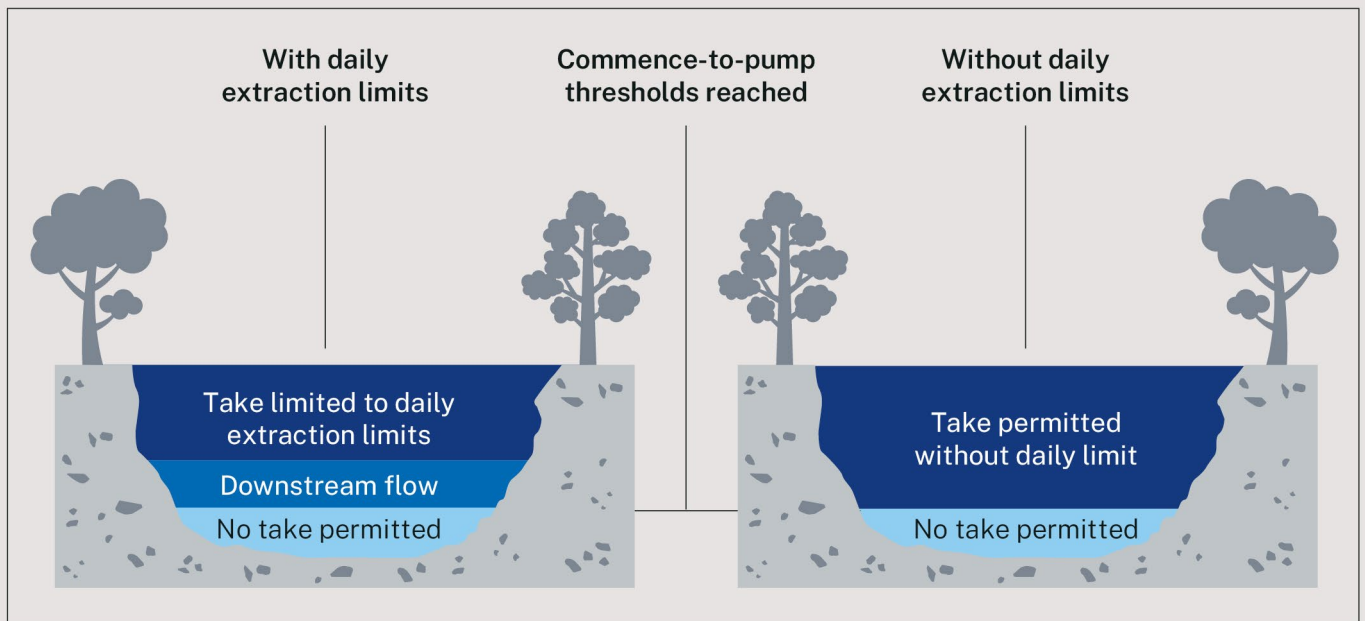 With daily
extraction limits
Commence-to-pump
thresholds reached
Without daily
extraction limits
Take limited to daily
extraction limits
Downstream flow
No take permitted
Take permitted
without daily limit
No take permitted